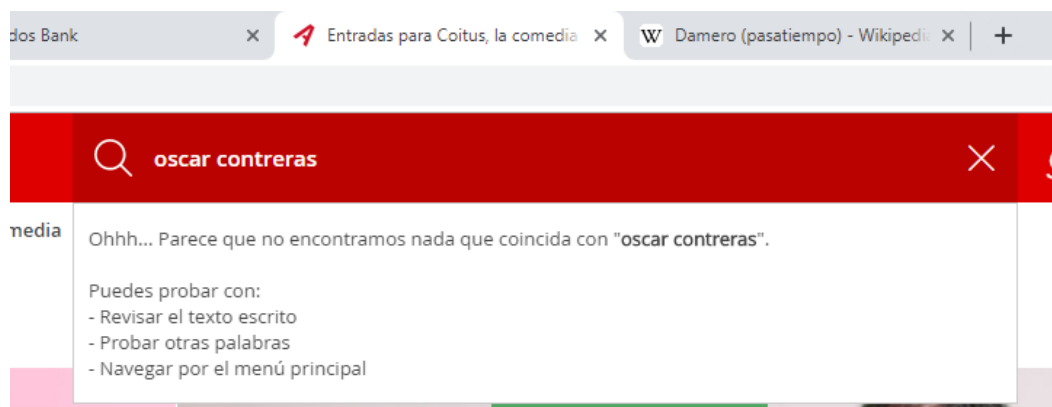 dos Bank
Entradas para Coitus, la comedia
W Damero (pasatiempo) - Wikipedi
oscar contreras
media
Ohhh... Parece que no encontramos nada que coincida con "oscar contreras".
Puedes probar con:
- Revisar el texto escrito
- Probar otras palabras
- Navegar por el menú principal